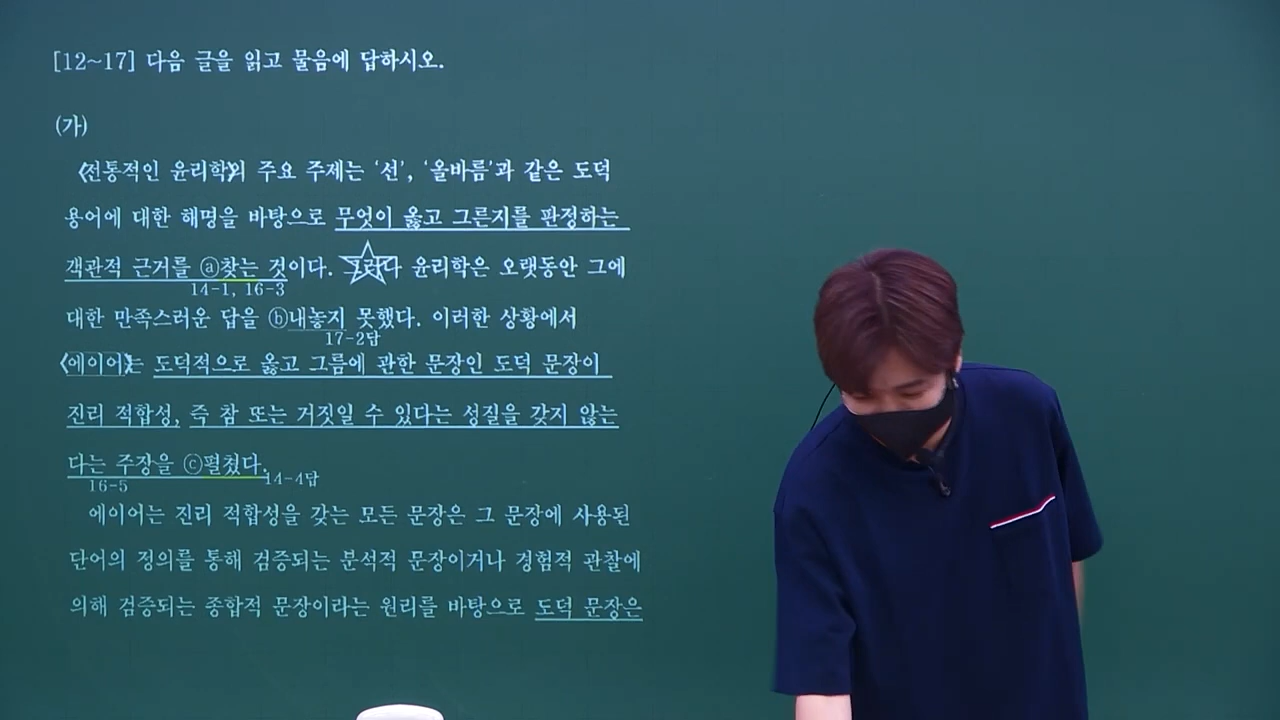 [12~17] 다음 글을 읽고 물음에 답하시오.
(가)
<전통적인 윤리학>의 주요 주제는 '선', '올바름'과 같은 도덕
용어에 대한 해명을 바탕으로 무엇이 옳고 그른지를 판정하는
객관적 근거를 ⓐ찾는 것이다. 그러나 윤리학은 오랫동안 그에
14-1, 16-3
대한 만족스러운 답을 ⓑ내놓지 못했다. 이러한 상황에서
17-2답
<에이어>는 도덕적으로 옳고 그름에 관한 문장인 도덕 문장이
진리 적합성, 즉 참 또는 거짓일 수 있다는 성질을 갖지 않는
다는 주장을 ⓒ펼쳤다.
16-5 14-4답
에이어는 진리 적합성을 갖는 모든 문장은 그 문장에 사용된
단어의 정의를 통해 검증되는 분석적 문장이거나 경험적 관찰에
의해 검증되는 종합적 문장이라는 원리를 바탕으로 도덕 문장은